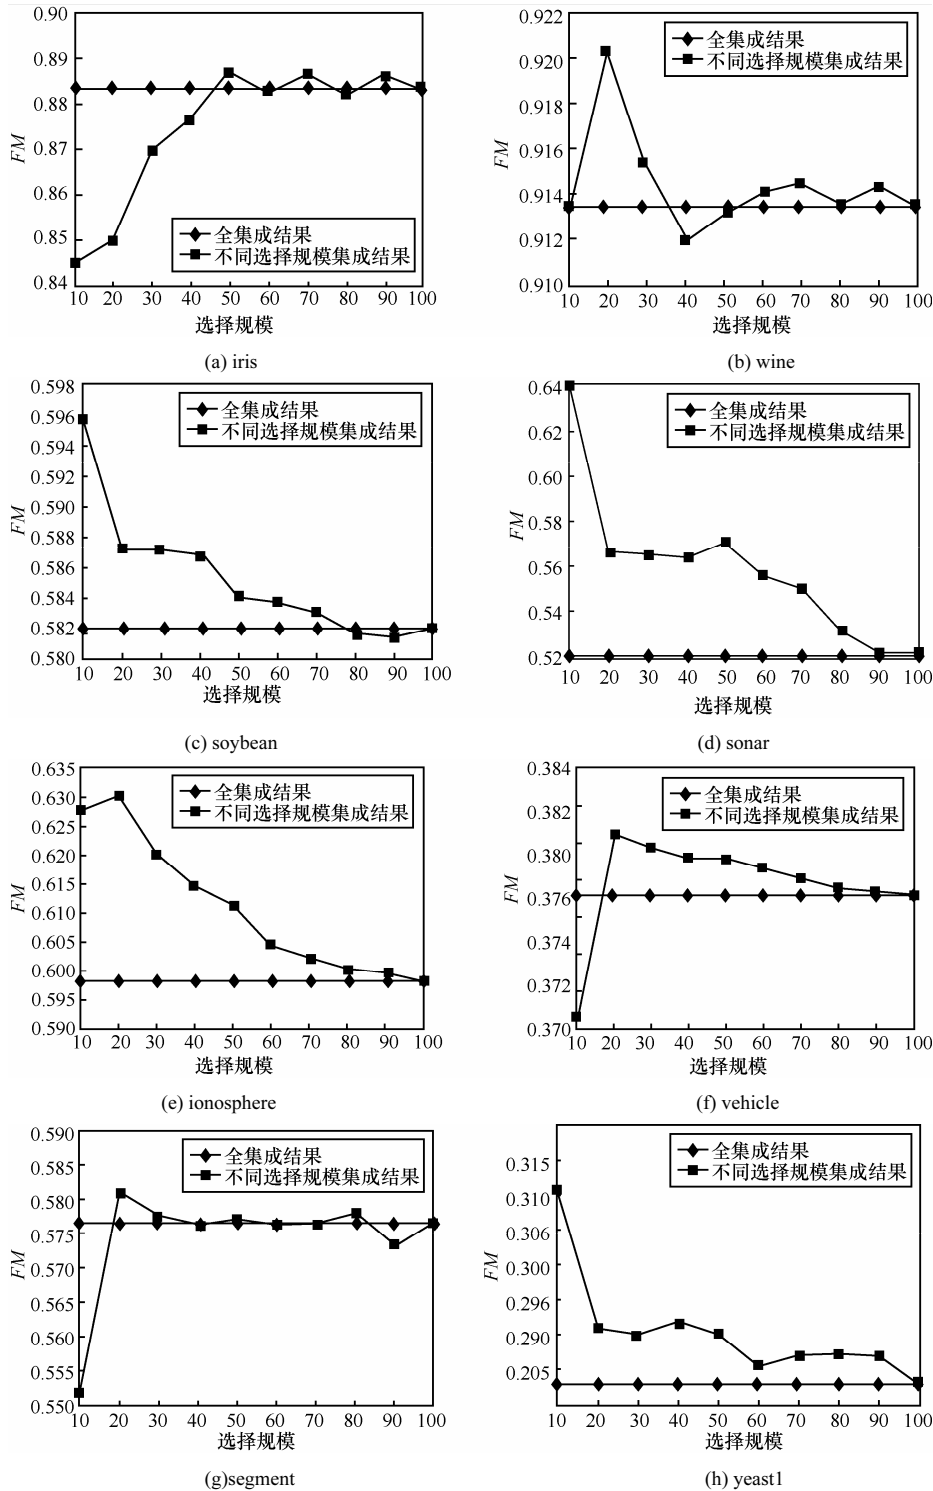 0.90
0.89
0.88
0.87
0.86
0.85
0.84
FM
全集成结果
不同选择规模集成结果
10 20 30 40 50 60 70 80 90 100
选择规模
(a) iris
0.922
0.920
0.918
0.916
0.914
0.912
0.910
FM
全集成结果
不同选择规模集成结果
10 20 30 40 50 60 70 80 90 100
选择规模
(b) wine
0.598
0.596
0.594
0.592
0.590
0.588
0.586
0.584
0.582
0.580
FM
全集成结果
不同选择规模集成结果
10 20 30 40 50 60 70 80 90 100
选择规模
(c) soybean
0.64
0.62
0.60
0.58
0.56
0.54
0.52
FM
全集成结果
不同选择规模集成结果
10 20 30 40 50 60 70 80 90 100
选择规模
(d) sonar
0.635
0.630
0.625
0.620
0.615
0.610
0.605
0.600
0.595
0.590
FM
全集成结果
不同选择规模集成结果
10 20 30 40 50 60 70 80 90 100
选择规模
(e) ionosphere
0.384
0.382
0.380
0.376
0.374
0.372
0.370
FM
全集成结果
不同选择规模集成结果
10 20 30 40 50 60 70 80 90 100
选择规模
(f) vehicle
0.590
0.585
0.580
0.575
0.570
0.565
0.560
0.555
0.550
FM
全集成结果
不同选择规模集成结果
10 20 30 40 50 60 70 80 90 100
选择规模
(g)segment
0.315
0.310
0.306
0.300
0.296
0.290
0.205
FM
全集成结果
不同选择规模集成结果
10 20 30 40 50 60 70 80 90 100
选择规模
(h) yeast1